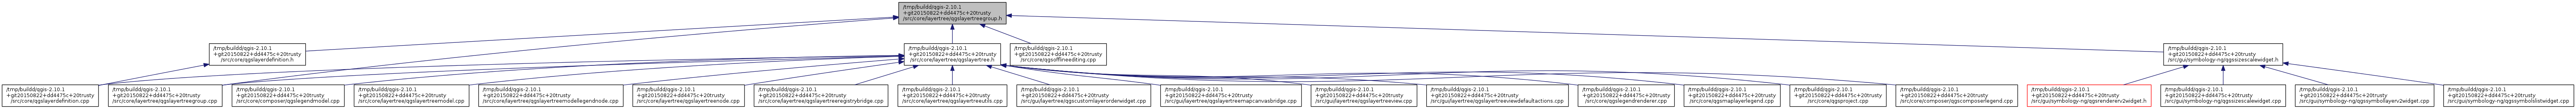 /tmp/buildd/qgis-2.10.1
+git20150822+dd4475c+20trusty
/src/core/layertree/qgslayertreegroup.h
/tmp/buildd/qgis-2.10.1
+git20150822+dd4475c+20trusty
/src/core/qgslayerdefinition.h
/tmp/buildd/qgis-2.10.1
+git20150822+dd4475c+20trusty
/src/core/layertree/qgslayertree.h
/tmp/buildd/qgis-2.10.1
+git20150822+dd4475c+20trusty
/src/core/qgsofflineediting.cpp
/tmp/buildd/qgis-2.10.1
+git20150822+dd4475c+20trusty
/src/gui/symbology-ng/qgssizescalewidget.h
/tmp/buildd/qgis-2.10.1
+git20150822+dd4475c+20trusty
/src/core/qgslayerdefinition.cpp
/tmp/buildd/qgis-2.10.1
+git20150822+dd4475c+20trusty
/src/core/layertree/qgslayertreegroup.cpp
/tmp/buildd/qgis-2.10.1
+git20150822+dd4475c+20trusty
/src/core/composer/qgslegendmodel.cpp
/tmp/buildd/qgis-2.10.1
+git20150822+dd4475c+20trusty
/src/core/layertree/qgslayertreemodel.cpp
/tmp/buildd/qgis-2.10.1
+git20150822+dd4475c+20trusty
/src/core/layertree/qgslayertreemodellegendnode.cpp
/tmp/buildd/qgis-2.10.1
+git20150822+dd4475c+20trusty
/src/core/layertree/qgslayertreenode.cpp
/tmp/buildd/qgis-2.10.1
+git20150822+dd4475c+20trusty
/src/core/layertree/qgslayertreeregistrybridge.cpp
/tmp/buildd/qgis-2.10.1
+git20150822+dd4475c+20trusty
/src/core/layertree/qgslayertreeutils.cpp
/tmp/buildd/qgis-2.10.1
+git20150822+dd4475c+20trusty
/src/gui/layertree/qgscustomlayerorderwidget.cpp
/tmp/buildd/qgis-2.10.1
+git20150822+dd4475c+20trusty
/src/gui/layertree/qgslayertreemapcanvasbridge.cpp
/tmp/buildd/qgis-2.10.1
+git20150822+dd4475c+20trusty
/src/gui/layertree/qgslayertreeview.cpp
/tmp/buildd/qgis-2.10.1
+git20150822+dd4475c+20trusty
/src/gui/layertree/qgslayertreeviewdefaultactions.cpp
/tmp/buildd/qgis-2.10.1
+git20150822+dd4475c+20trusty
/src/core/qgslegendrenderer.cpp
/tmp/buildd/qgis-2.10.1
+git20150822+dd4475c+20trusty
/src/core/qgsmaplayerlegend.cpp
/tmp/buildd/qgis-2.10.1
+git20150822+dd4475c+20trusty
/src/core/qgsproject.cpp
/tmp/buildd/qgis-2.10.1
+git20150822+dd4475c+20trusty
/src/core/composer/qgscomposerlegend.cpp
/tmp/buildd/qgis-2.10.1
+git20150822+dd4475c+20trusty
/src/gui/symbology-ng/qgsrendererv2widget.h
/tmp/buildd/qgis-2.10.1
+git20150822+dd4475c+20trusty
/src/gui/symbology-ng/qgssizescalewidget.cpp
/tmp/buildd/qgis-2.10.1
+git20150822+dd4475c+20trusty
/src/gui/symbology-ng/qgssymbollayerv2widget.cpp
/tmp/buildd/qgis-2.10.1
+git20150822+dd4475c+20trusty
/src/gui/symbology-ng/qgssymbolslistwidget.cpp